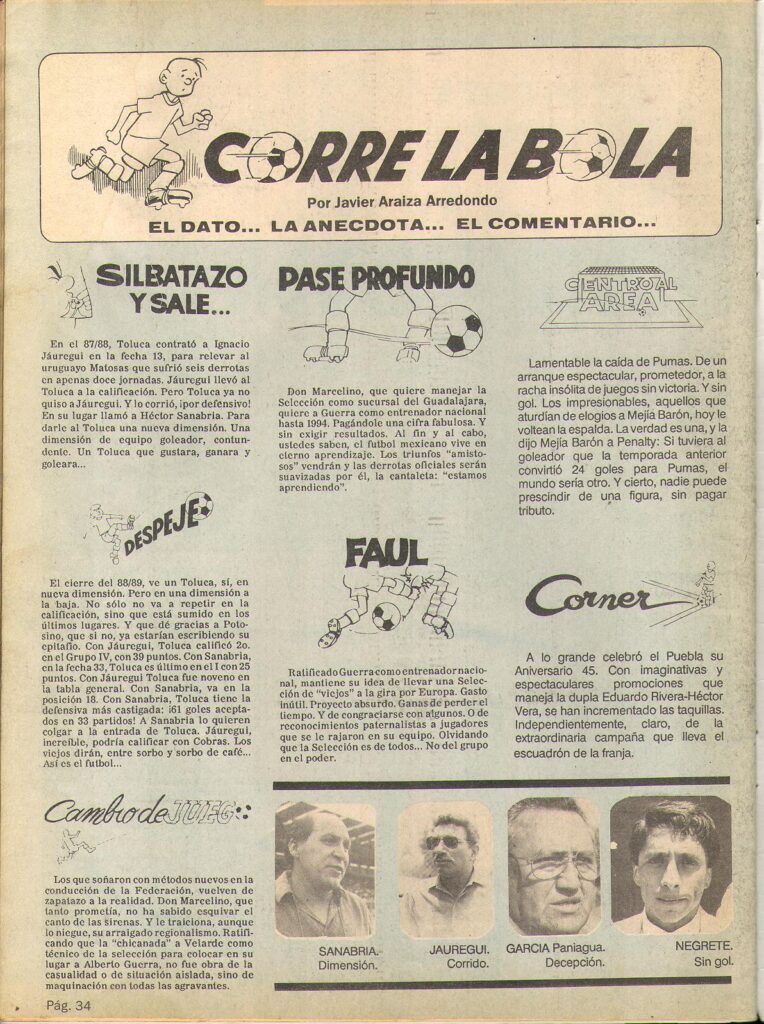 CORRE LA BOLA
Por Javier Araiza Arredondo
EL DATO... LA ANECDOTA... EL COMENTARIO...
SILBATAZO
Y SALE...
En el 87/88, Toluca contrató a Ignacio
Jáuregui en la fecha 13, para relevar al
uruguayo Matosas que sufrió seis derrotas
en apenas doce jornadas. Jáuregui llevó al
Toluca a la calificación. Pero Toluca ya no
quiso a Jáuregui. Y lo corrió, ¡por defensivo!
En su lugar llamó a Héctor Sanabria. Para
darle al Toluca una nueva dimensión. Una
dimensión de equipo goleador, contun-
dente. Un Toluca que gustara, ganara y
goleara...
DESPEJE
El cierre del 88/89, ve un Toluca, sí, en
nueva dimensión. Pero en una dimensión a
la baja. No sólo no va a repetir en la
calificación, sino que está sumido en los
últimos lugares. Y que dé gracias a Poto-
sino, que si no, ya estarían escribiendo su
epitafio. Con Jáuregui, Toluca calificó 2o.
en el Grupo IV, con 39 puntos. Con Sanabria,
en la fecha 33, Toluca es último en el I con 25
puntos. Con Jáuregui Toluca fue noveno en
la tabla general. Con Sanabria, va en la
posición 18. Con Sanabria, Toluca tiene la
defensiva más castigada: ¡61 goles acepta-
dos en 33 partidos! A Sanabria lo quieren
colgar a la entrada de Toluca. Jáuregui,
increíble, podría calificar con Cobras. Los
viejos dirán, entre sorbo y sorbo de café...
Así es el futbol...
Cambio de JUEGO
Los que soñaron con métodos nuevos en la
conducción de la Federación, vuelven de
zapatazo a la realidad. Don Marcelino, que
tanto prometía, no ha sabido esquivar el
canto de las sirenas. Y le traiciona, aunque
lo niegue, su arraigado regionalismo. Ratifi-
cando que la "chicanada" a Velarde como
técnico de la selección para colocar en su
lugar a Alberto Guerra, no fue obra de la
casualidad o de situación aislada, sino de
maquinación con todas las agravantes.
PASE PROFUNDO
Don Marcelino, que quiere manejar la
Selección como sucursal del Guadalajara,
quiere a Guerra como entrenador nacional
hasta 1994. Pagándole una cifra fabulosa. Y
sin exigir resultados. Al fin y al cabo,
ustedes saben, el futbol mexicano vive en
eterno aprendizaje. Los triunfos "amisto-
sos" vendrán y las derrotas oficiales serán
suavizadas por él, la cantaleta: "estamos
aprendiendo".
FAUL
Ratificado Guerra como entrenador nacio-
nal, mantiene su idea de llevar una Selec-
ción de "viejos" a la gira por Europa. Gasto
inútil. Proyecto absurdo. Ganas de perder el
tiempo. Y de congraciarse con algunos. O de
reconocimientos paternalistas a jugadores
que se le rajaron en su equipo. Olvidando
que la Selección es de todos... No del grupo
en el poder.
CENTRO AL
AREA
Lamentable la caída de Pumas. De un
arranque espectacular, prometedor, a la
racha insólita de juegos sin victoria. Y sin
gol. Los impresionables, aquellos que
aturdían de elogios a Mejía Barón, hoy le
voltean la espalda. La verdad es una, y la
dijo Mejía Barón a Penalty: Si tuviera al
goleador que la temporada anterior
convirtió 24 goles para Pumas, el
mundo sería otro. Y cierto, nadie puede
prescindir de una figura, sin pagar
tributo.
Corner
A lo grande celebró el Puebla su
Aniversario 45. Con imaginativas y
espectaculares promociones que
maneja la dupla Eduardo Rivera-Héctor
Vera, se han incrementado las taquillas.
Independientemente, claro, de la
extraordinaria campaña que lleva el
escuadrón de la franja.
SANABRIA.
Dimensión.
JAUREGUI.
Corrido.
GARCIA Paniagua.
Decepción.
NEGRETE.
Sin gol.
Pág. 34